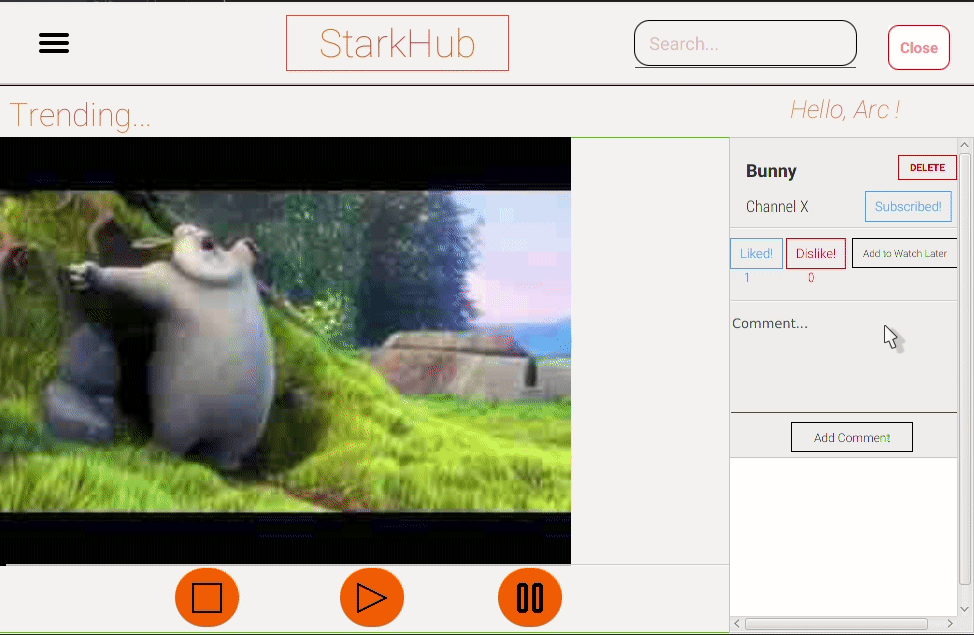 StarkHub
Search...
Close
Trending...
Hello, Arc !
Bunny
DELETE
Channel X
Subscribed!
Liked!
Dislike!
Add to Watch Later
1
0
Comment...
Add Comment